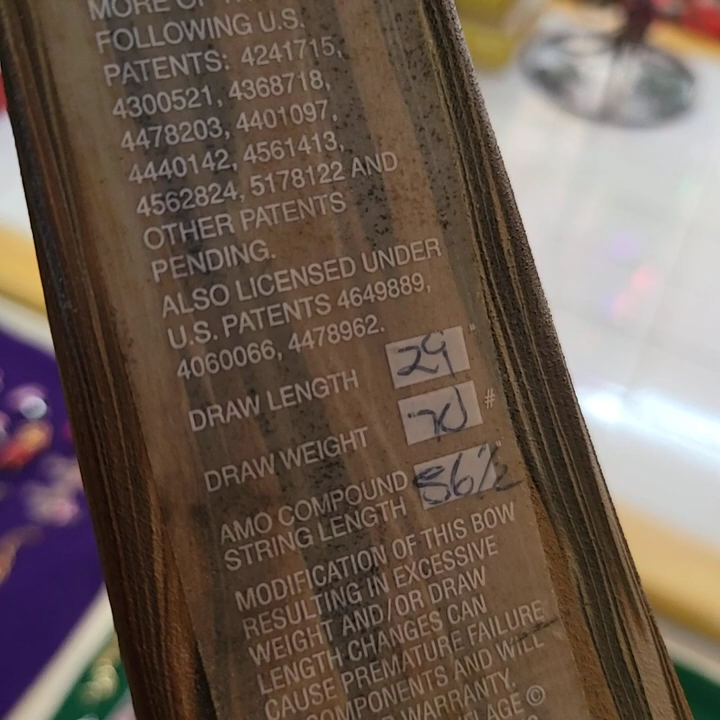 MORE OF
FOLLOWING U.S.
PATENTS: 4241715,
4300521, 4368718,
4478203, 4401097,
4440142, 4561413,
4562824, 5178122 AND
OTHER PATENTS
PENDING.
ALSO LICENSED UNDER
U.S. PATENTS 4649889,
4060066, 4478962.
DRAW LENGTH 29"
DRAW WEIGHT 70 #
AMO COMPOUND
STRING LENGTH 86½"
MODIFICATION OF THIS BOW
RESULTING IN EXCESSIVE
WEIGHT AND/OR DRAW
LENGTH CHANGES CAN
CAUSE PREMATURE FAILURE
COMPONENTS AND WILL
WARRANTY.
©